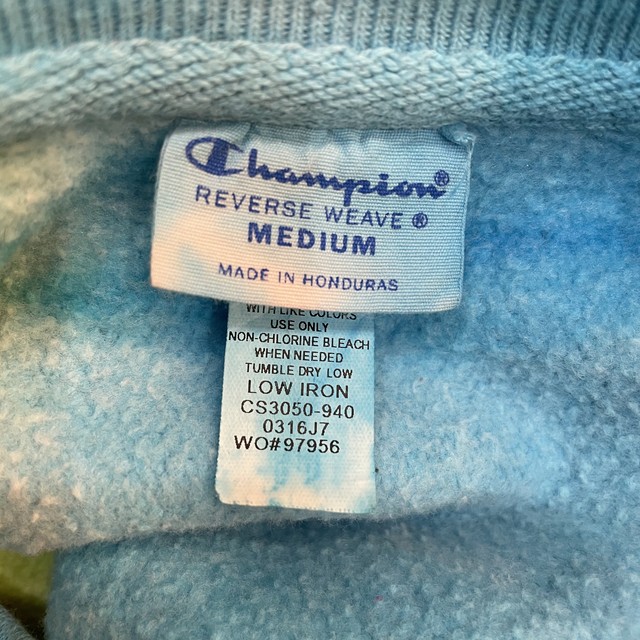 Champion®
REVERSE WEAVE ®
MEDIUM
MADE IN HONDURAS
WITH LIKE COLORS
USE ONLY
NON-CHLORINE BLEACH
WHEN NEEDED
TUMBLE DRY LOW
LOW IRON
CS3050-940
0316J7
WO#97956